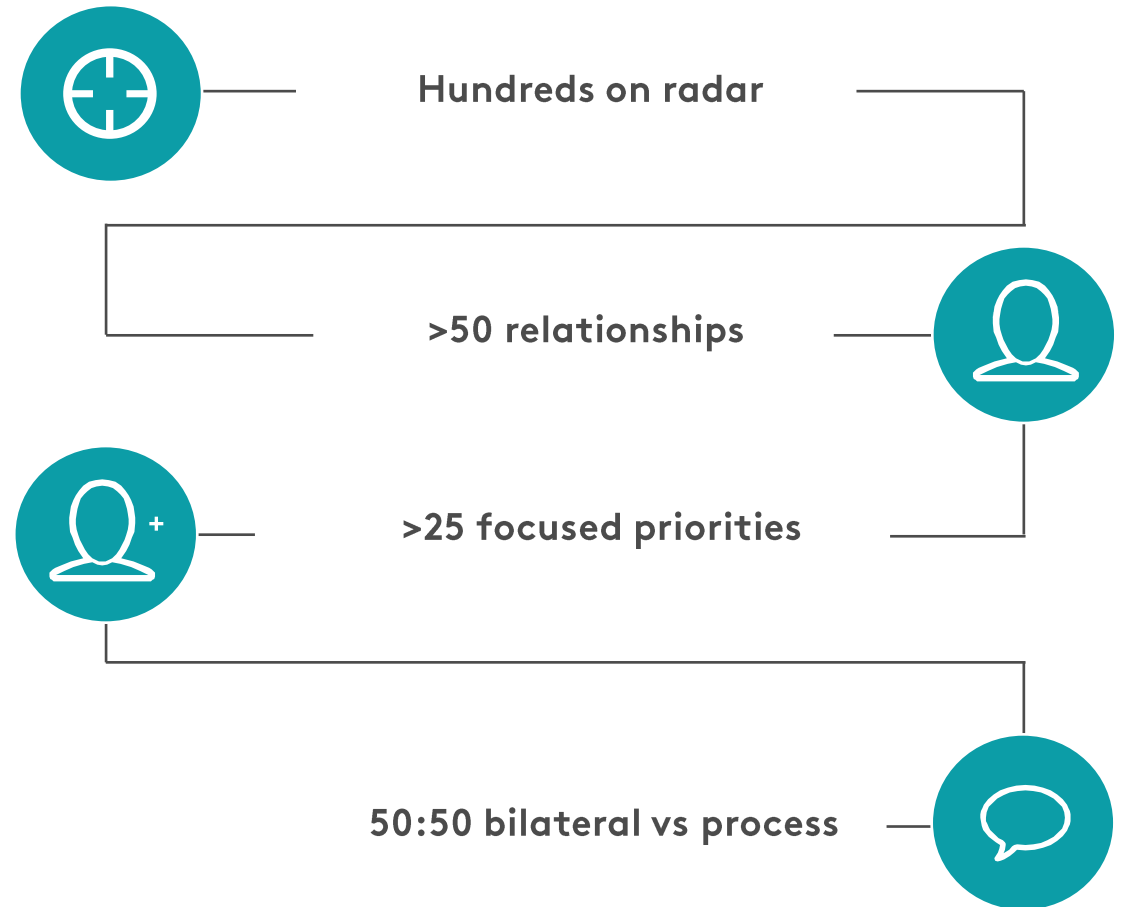 Hundreds on radar
>50 relationships
>25 focused priorities
50:50 bilateral vs process